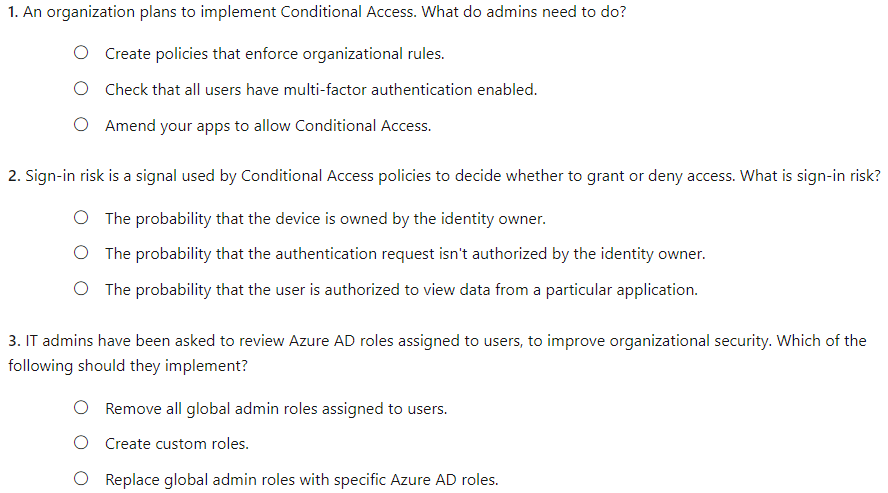 1. An organization plans to implement Conditional Access. What do admins need to do?
Create policies that enforce organizational rules.
Check that all users have multi-factor authentication enabled.
Amend your apps to allow Conditional Access.
2. Sign-in risk is a signal used by Conditional Access policies to decide whether to grant or deny access. What is sign-in risk?
The probability that the device is owned by the identity owner.
The probability that the authentication request isn't authorized by the identity owner.
The probability that the user is authorized to view data from a particular application.
3. IT admins have been asked to review Azure AD roles assigned to users, to improve organizational security. Which of the
following should they implement?
Remove all global admin roles assigned to users.
Create custom roles.
Replace global admin roles with specific Azure AD roles.